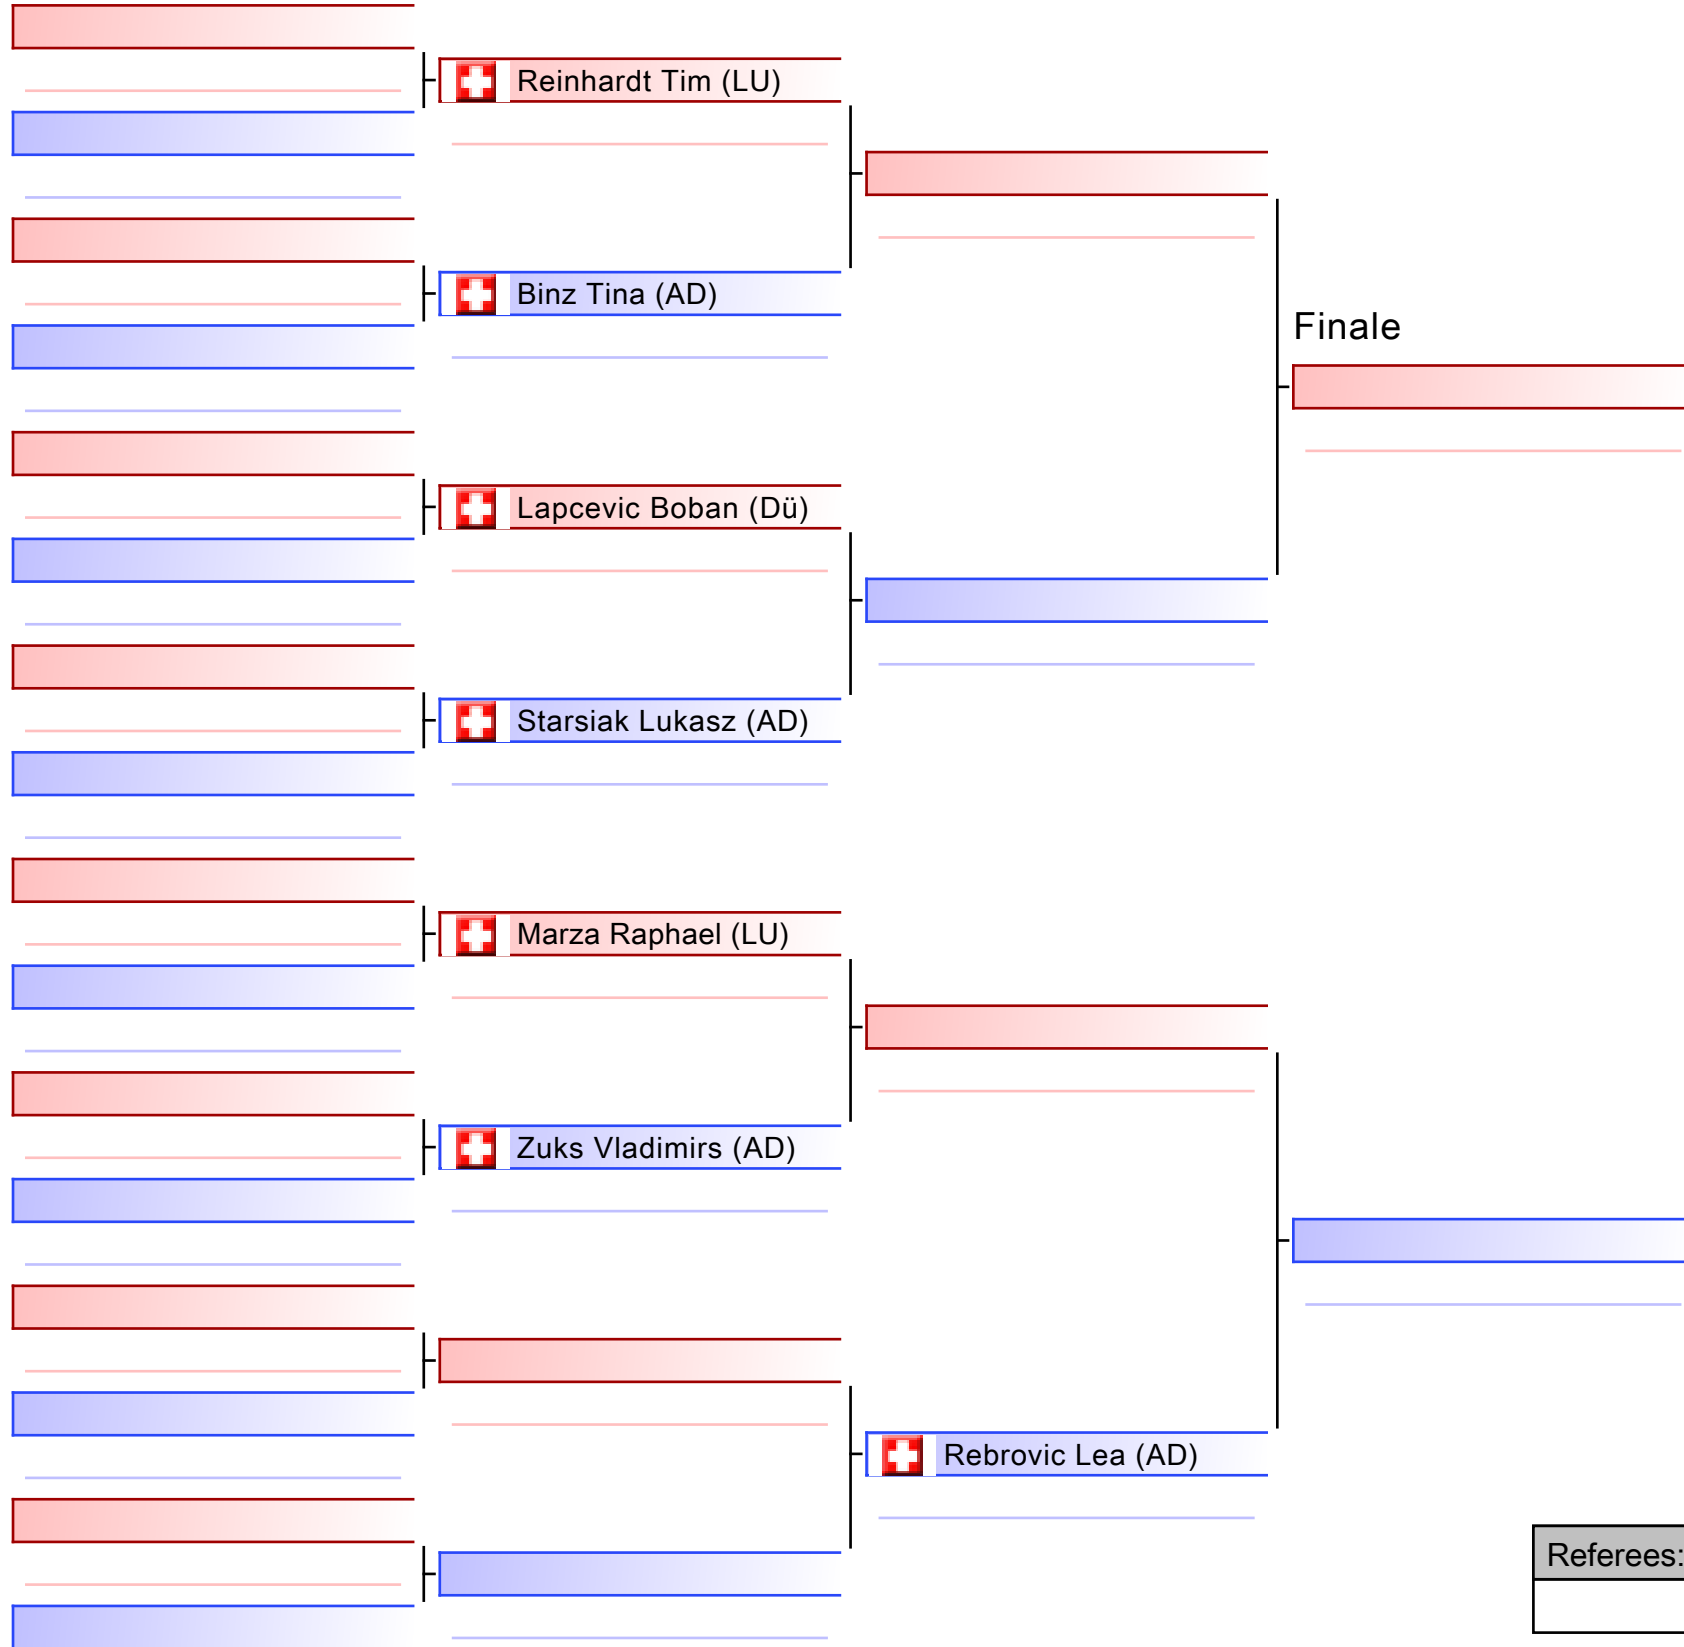 Reinhardt Tim (LU)
Binz Tina (AD)
Finale
Lapcevic Boban (Dü)
Starsiak Lukasz (AD)
Marza Raphael (LU)
Zuks Vladimirs (AD)
Rebrovic Lea (AD)
Referees: